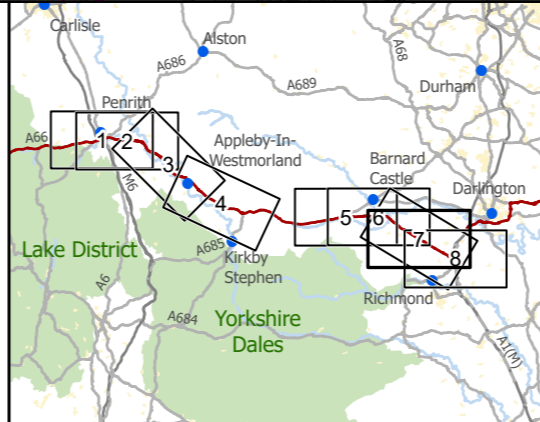 Carlisle
Alston
A686
A68
A689
Durham
Penrith
A66
1
2
3
Appleby-In-
Westmorland
Barnard
Castle
Darlington
M6
4
5
6
7
8
Lake District
A685
Kirkby
Stephen
A6
Richmond
A684
Yorkshire
Dales
A1(M)